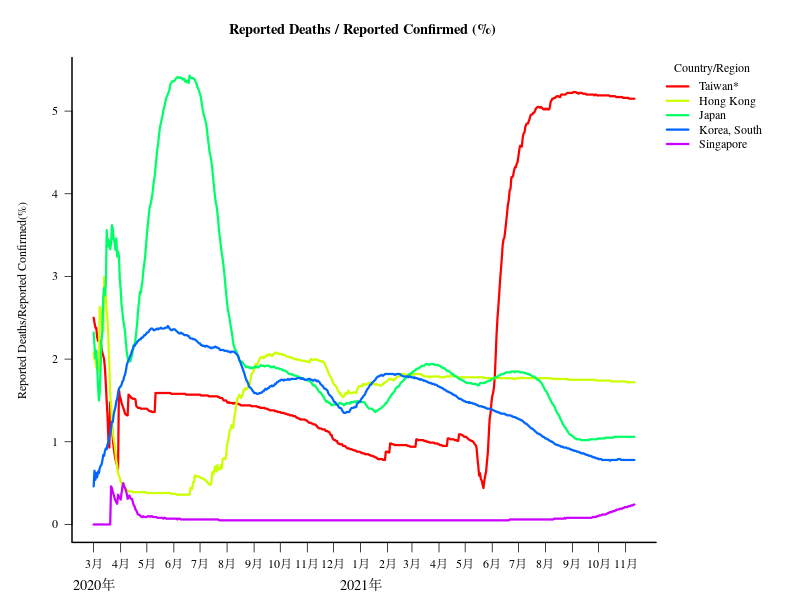 Reported Deaths / Reported Confirmed (%)
Country/Region
Taiwan*
Hong Kong
Japan
Korea, South
Singapore
Reported Deaths/Reported Confirmed(%)
5
4
3
2
1
0
3月 4月 5月 6月 7月 8月 9月 10月 11月 12月 1月 2月 3月 4月 5月 6月 7月 8月 9月 10月 11月
2020年 2021年